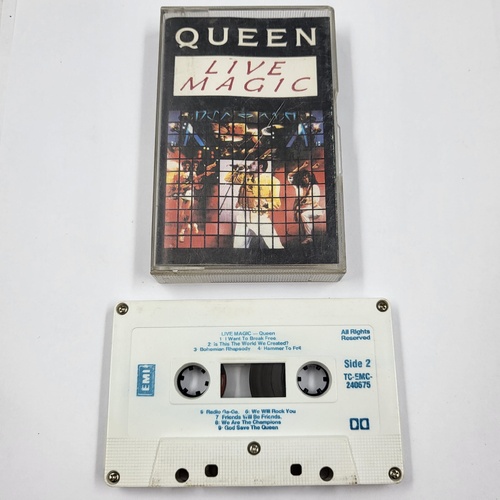 QUEEN
LIVE
MAGIC
LIVE MAGIC — Queen
1· I Want To Break Free.
2· Is This The World We Created?
3· Bohemian Rhapsody 4· Hammer To Fall
All Rights
Reserved
EMI
Side 2
TC-EMC-
240675
5· Radio Ga-Ga. 6· We Will Rock You
7· Friends Will Be Friends.
8· We Are The Champions
9· God Save The Queen